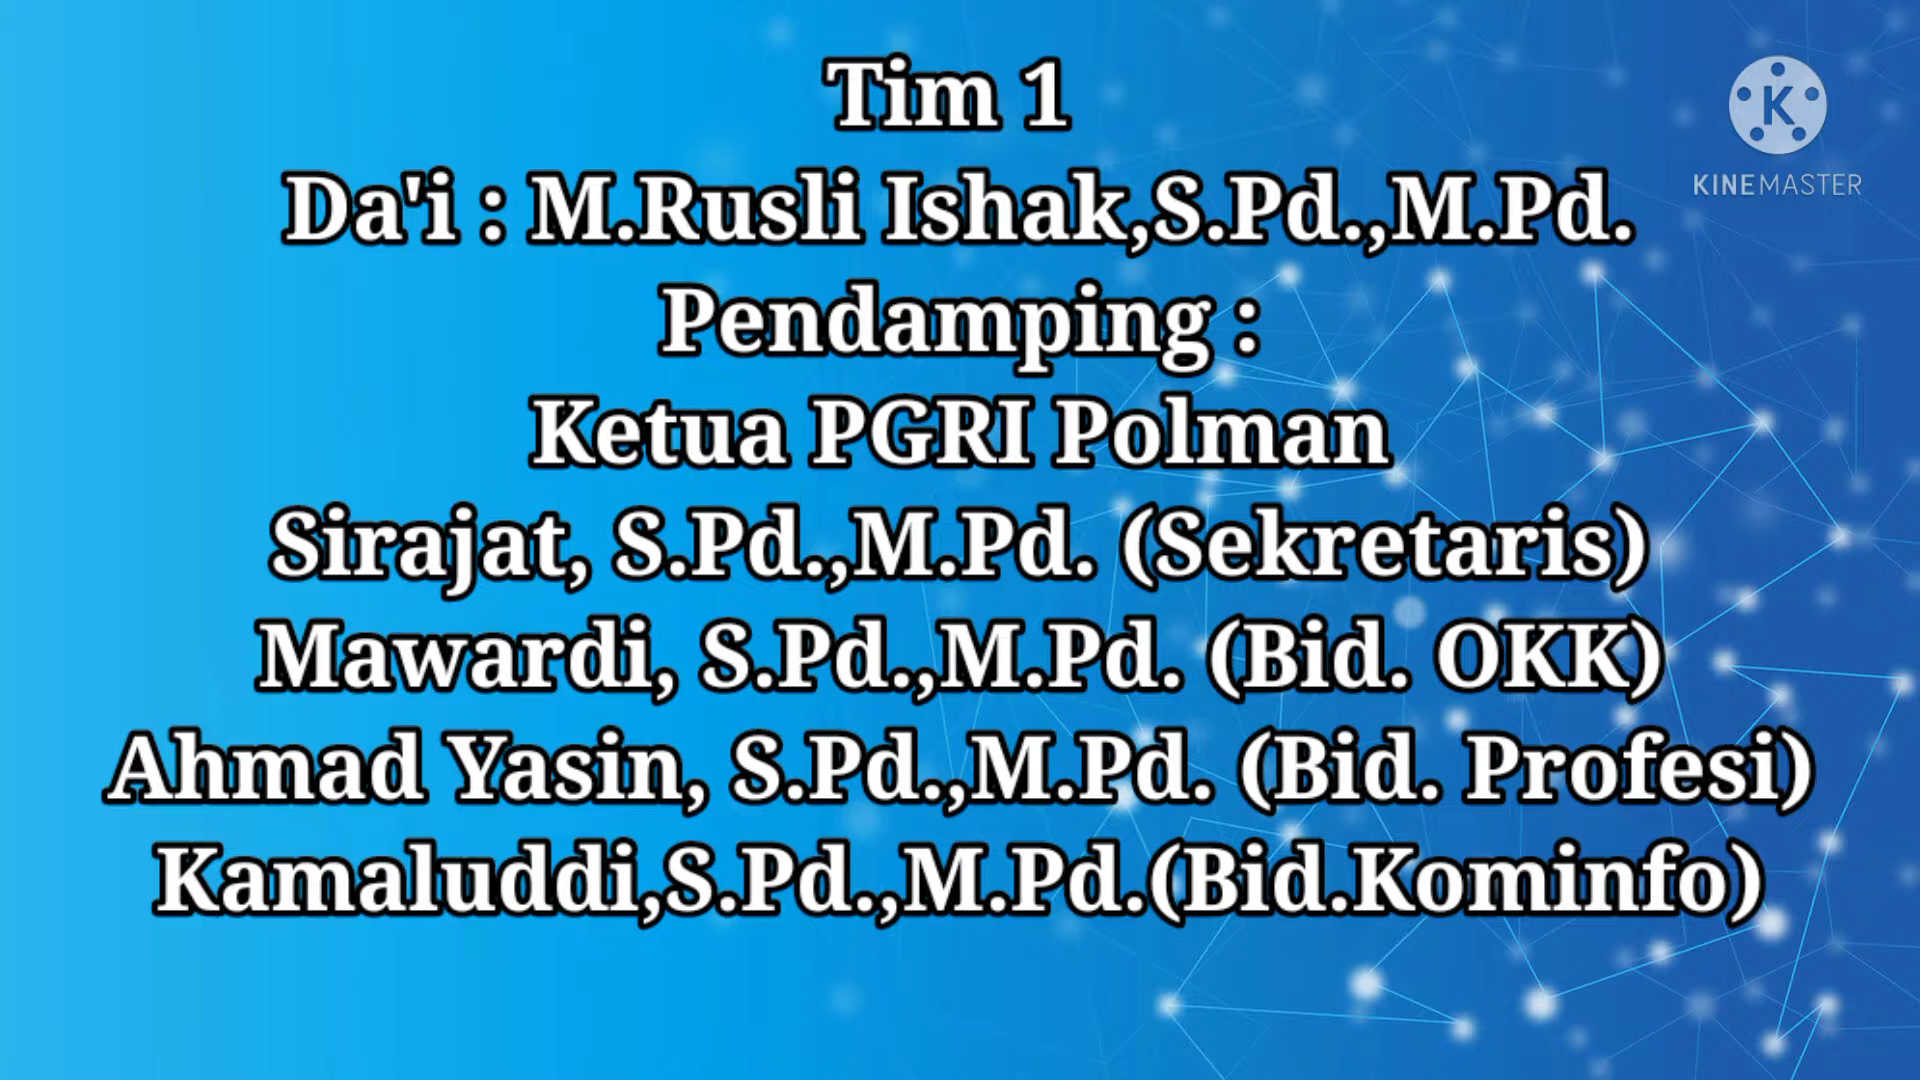 Tim 1
Da'i : M.Rusli Ishak,S.Pd.,M.Pd.
Pendamping :
Ketua PGRI Polman
Sirajat, S.Pd.,M.Pd. (Sekretaris)
Mawardi, S.Pd.,M.Pd. (Bid. OKK)
Ahmad Yasin, S.Pd.,M.Pd. (Bid. Profesi)
Kamaluddi,S.Pd.,M.Pd.(Bid.Kominfo)
K
KINEMASTER